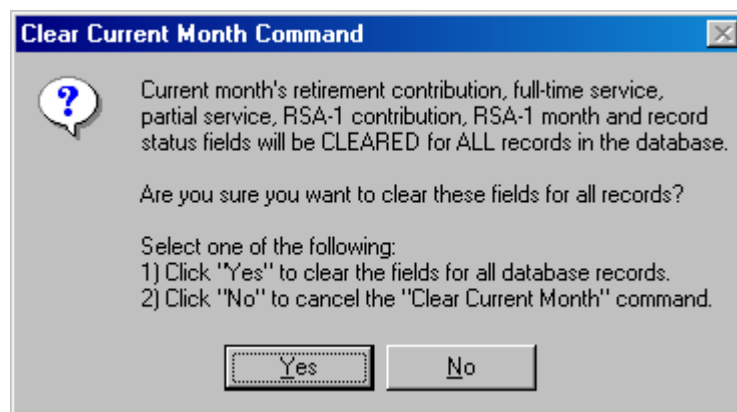 Clear Current Month Command
?
Current month's retirement contribution, full-time service,
partial service, RSA-1 contribution, RSA-1 month and record
status fields will be CLEARED for ALL records in the database.
Are you sure you want to clear these fields for all records?
Select one of the following:
1) Click "Yes" to clear the fields for all database records.
2) Click "No" to cancel the "Clear Current Month" command.
Yes No